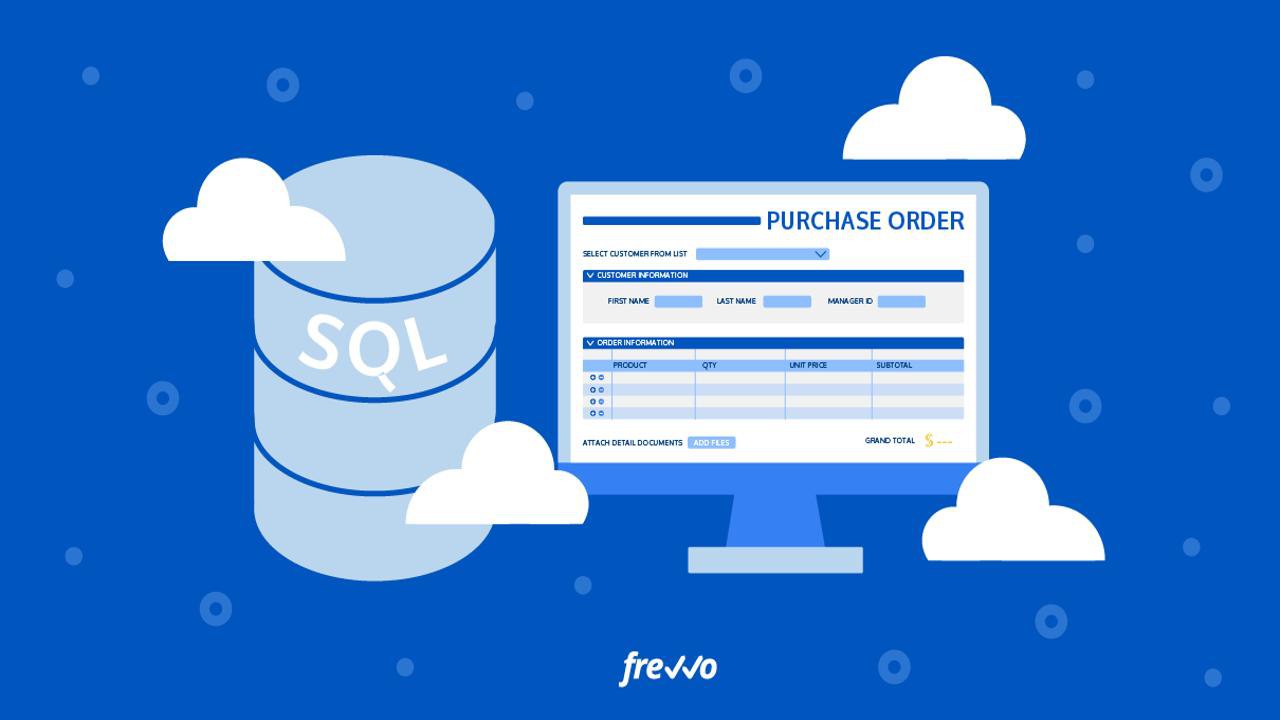 SQL
PURCHASE ORDER
SELECT CUSTOMER FROM LIST
CUSTOMER INFORMATION
FIRST NAME LAST NAME MANAGER ID
ORDER INFORMATION
PRODUCT QTY UNIT PRICE SUBTOTAL
ATTACH DETAIL DOCUMENTS ADD FILES GRAND TOTAL $ ---
frevvo